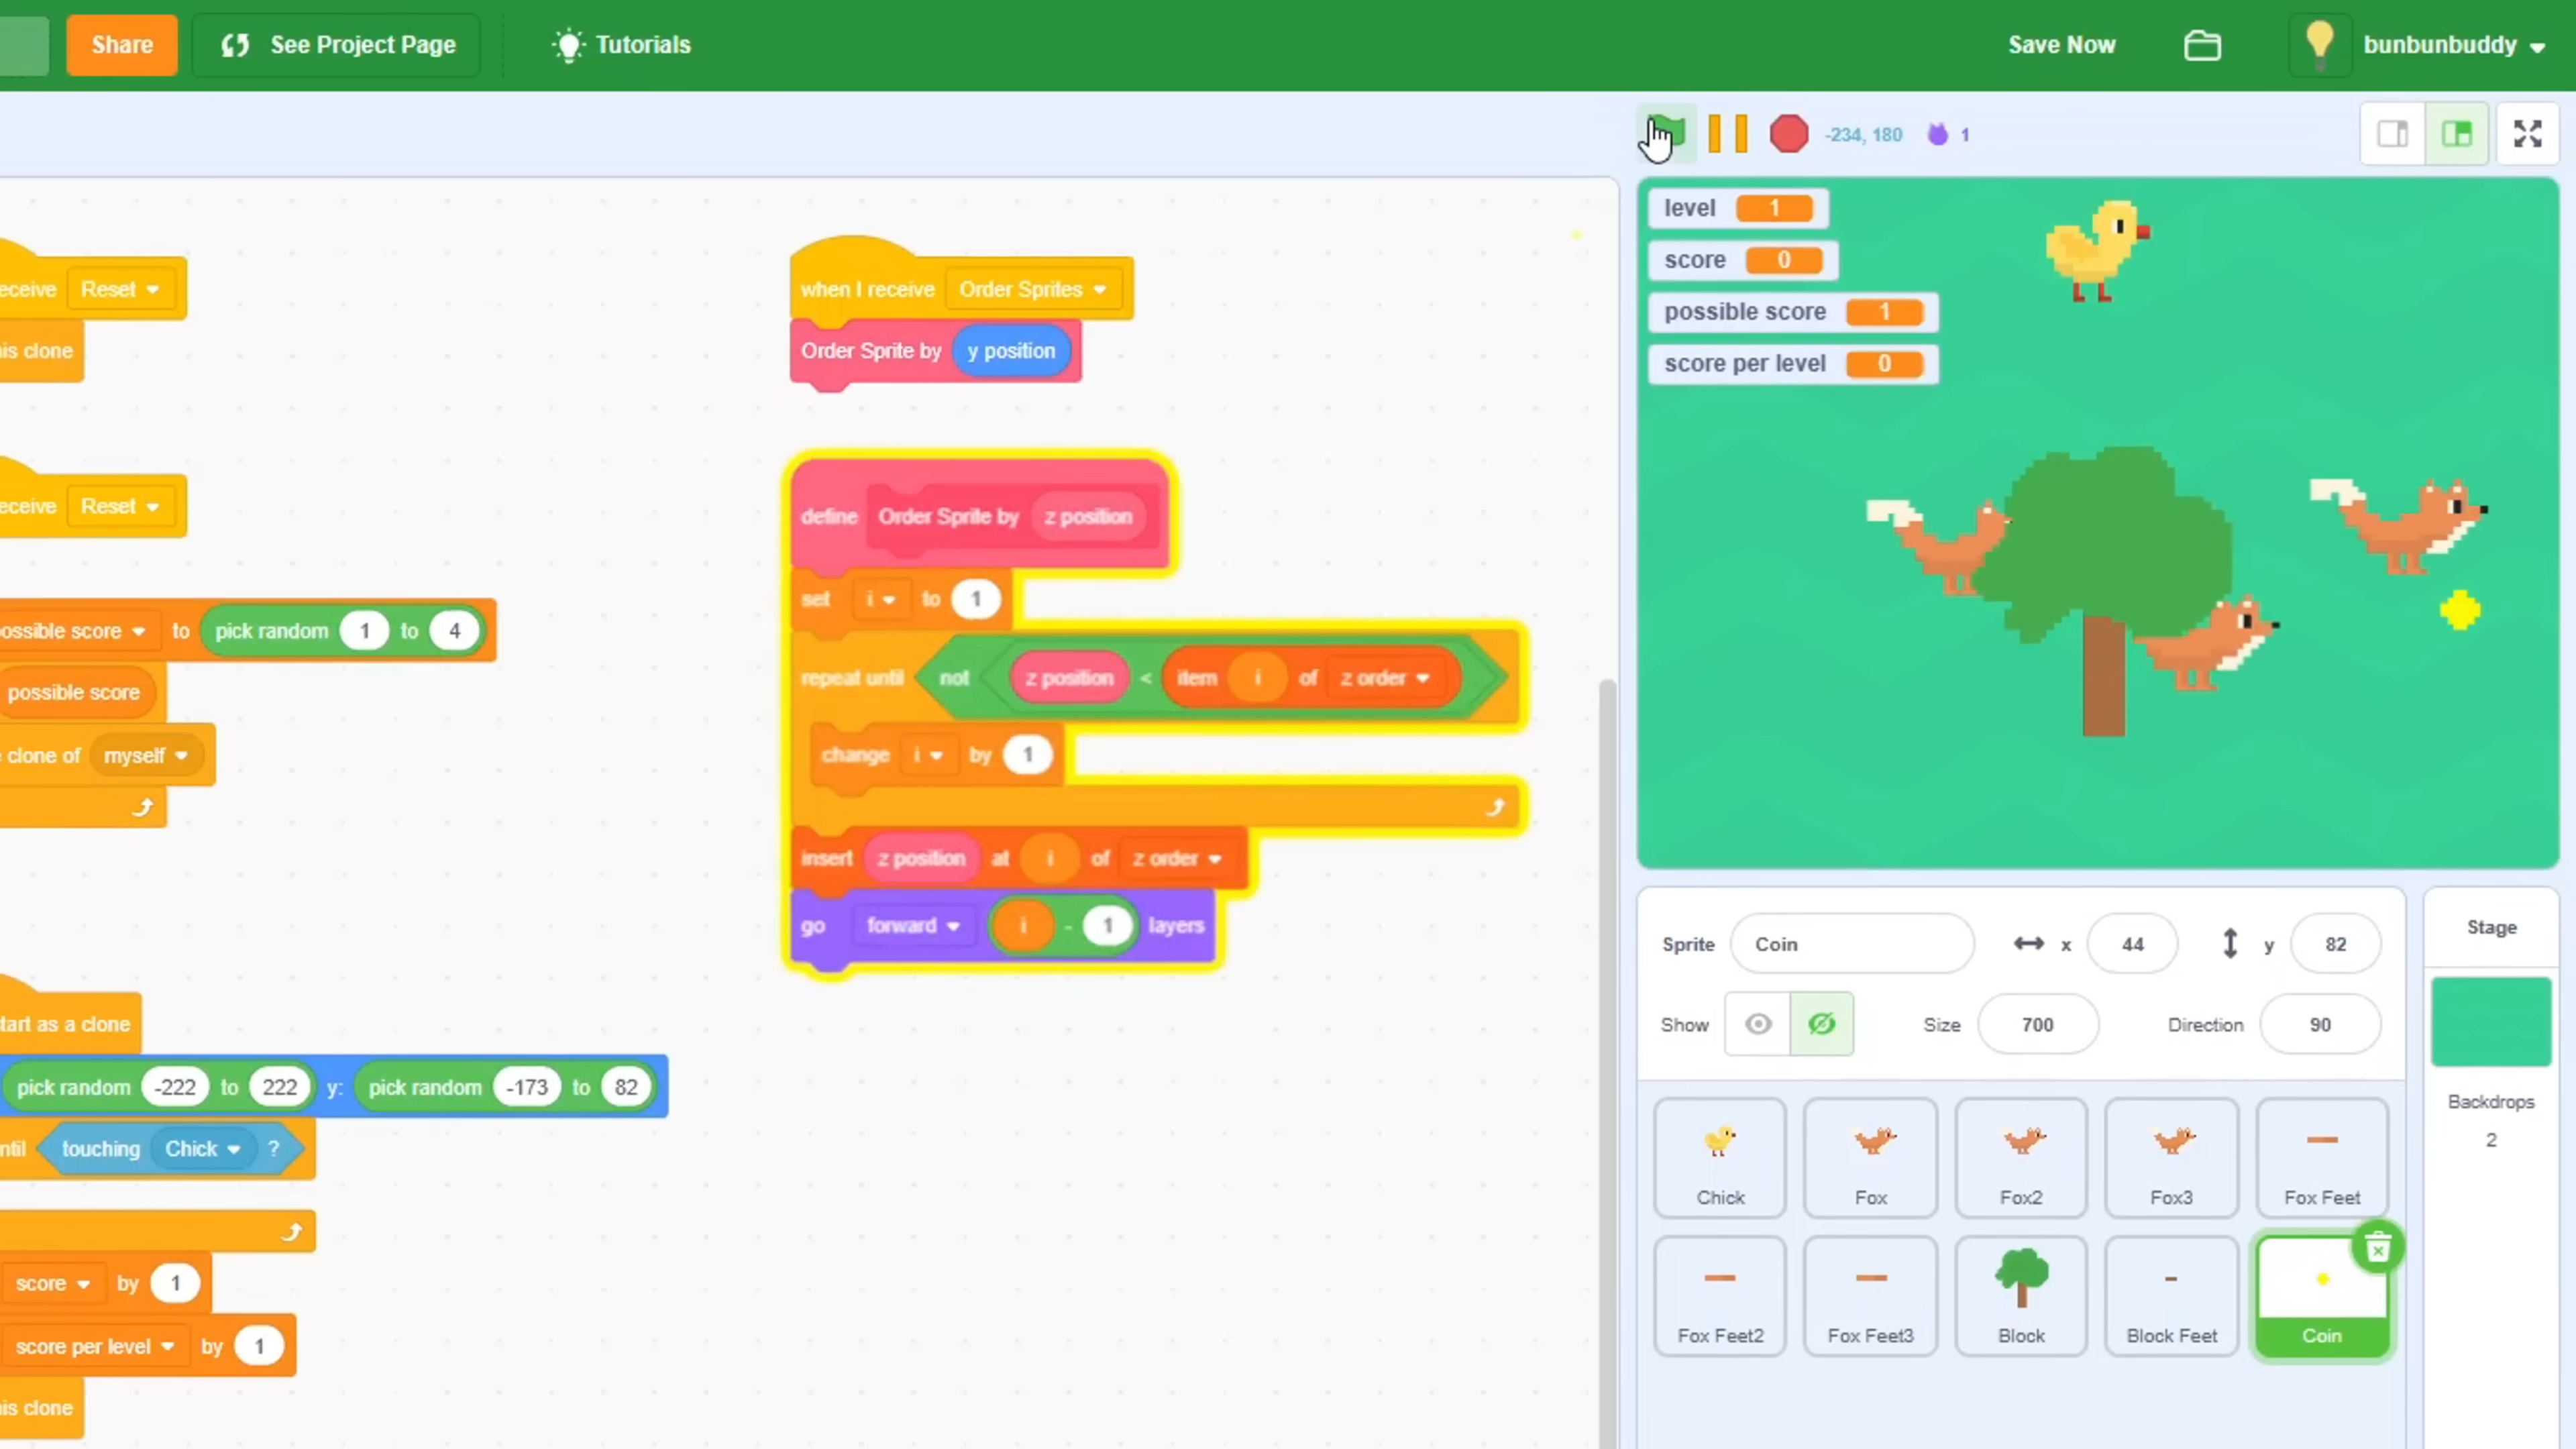 Share
See Project Page
Tutorials
Save Now
bunbunbuddy
-234, 180
1
eceive Reset
is clone
eceive Reset
ossible score to pick random 1 to 4
possible score
clone of myself
tart as a clone
pick random -222 to 222 y: pick random -173 to 82
ntil touching Chick ?
score by 1
score per level by 1
is clone
when I receive Order Sprites
Order Sprite by y position
define Order Sprite by z position
set i to 1
repeat until not z position < item i of z order
change i by 1
insert z position at i of z order
go forward i - 1 layers
level 1
score 0
possible score 1
score per level 0
Sprite Coin x 44 y 82
Show Size 700 Direction 90
Chick Fox Fox2 Fox3 Fox Feet
Fox Feet2 Fox Feet3 Block Block Feet Coin
Stage
Backdrops
2